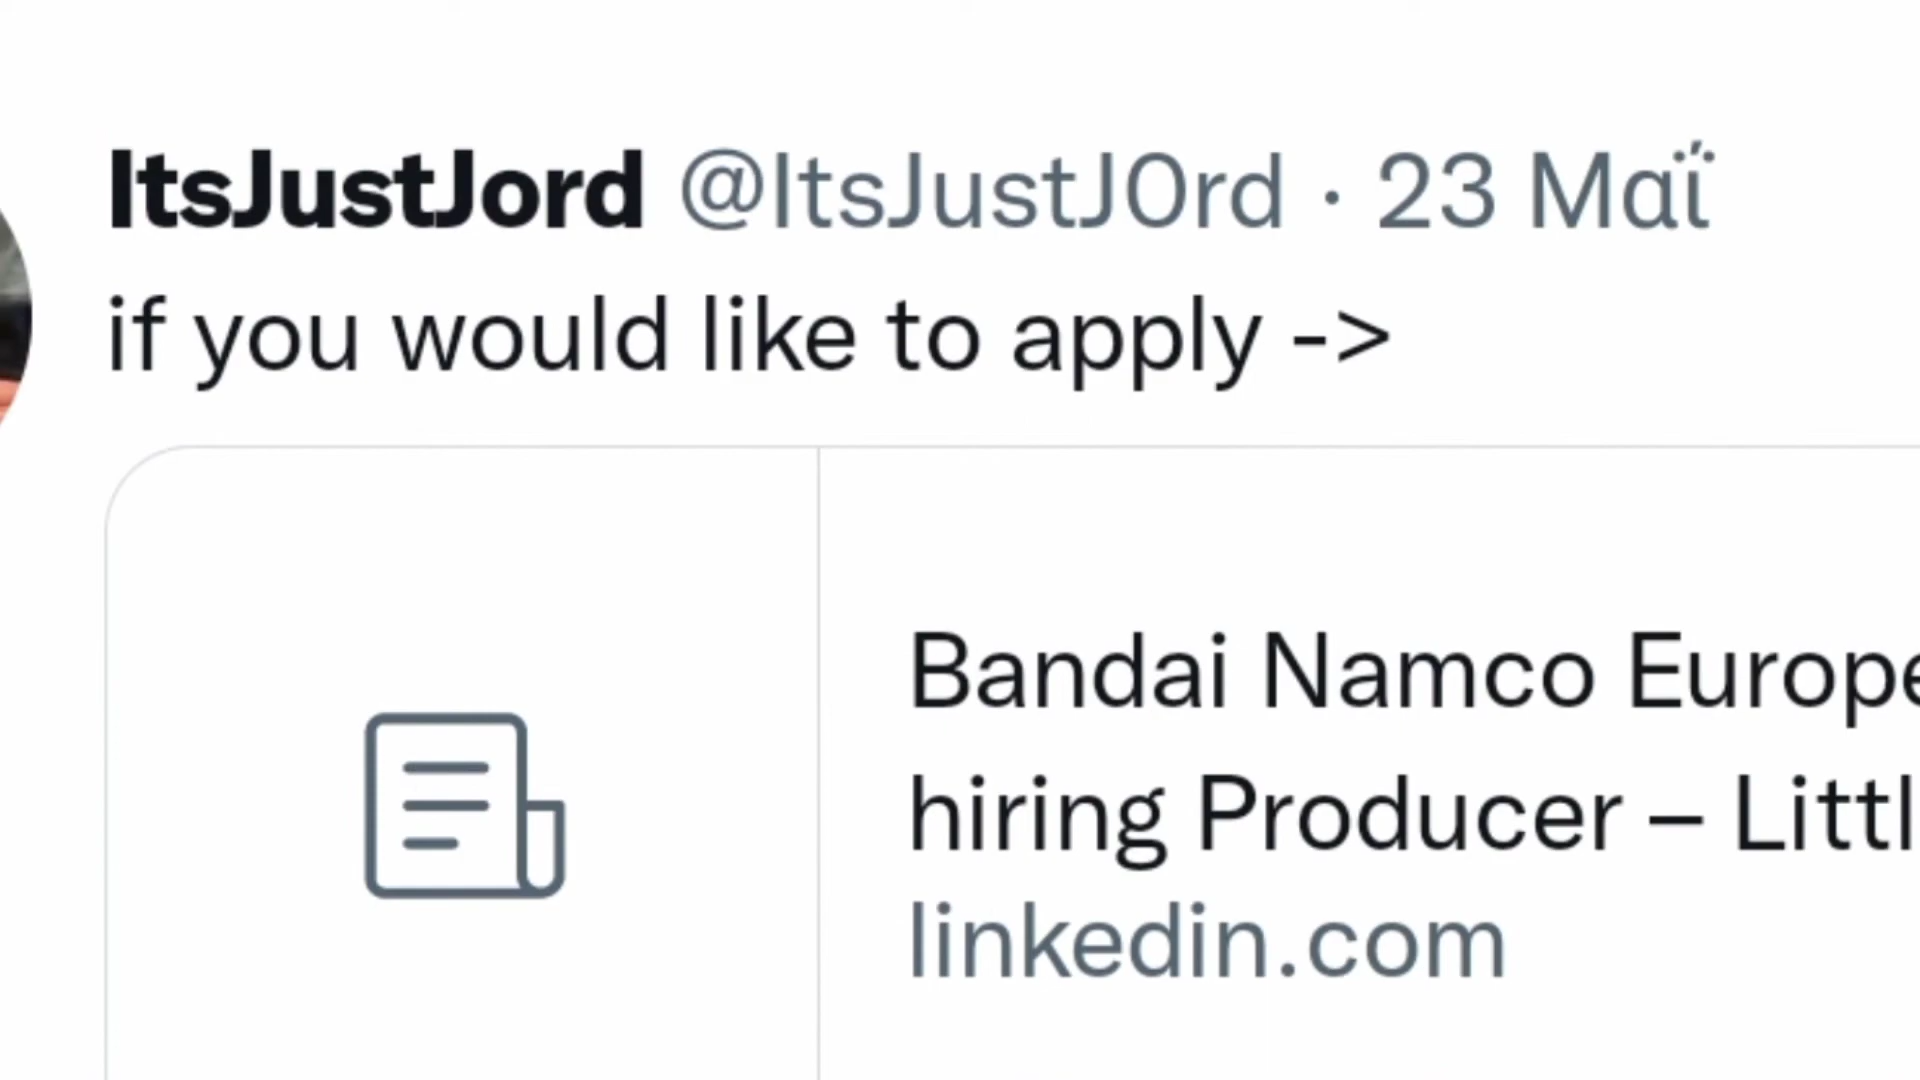 ItsJustJord @ItsJustJ0rd · 23 Μαΐ
if you would like to apply ->
Bandai Namco Europe
hiring Producer – Littl
linkedin.com